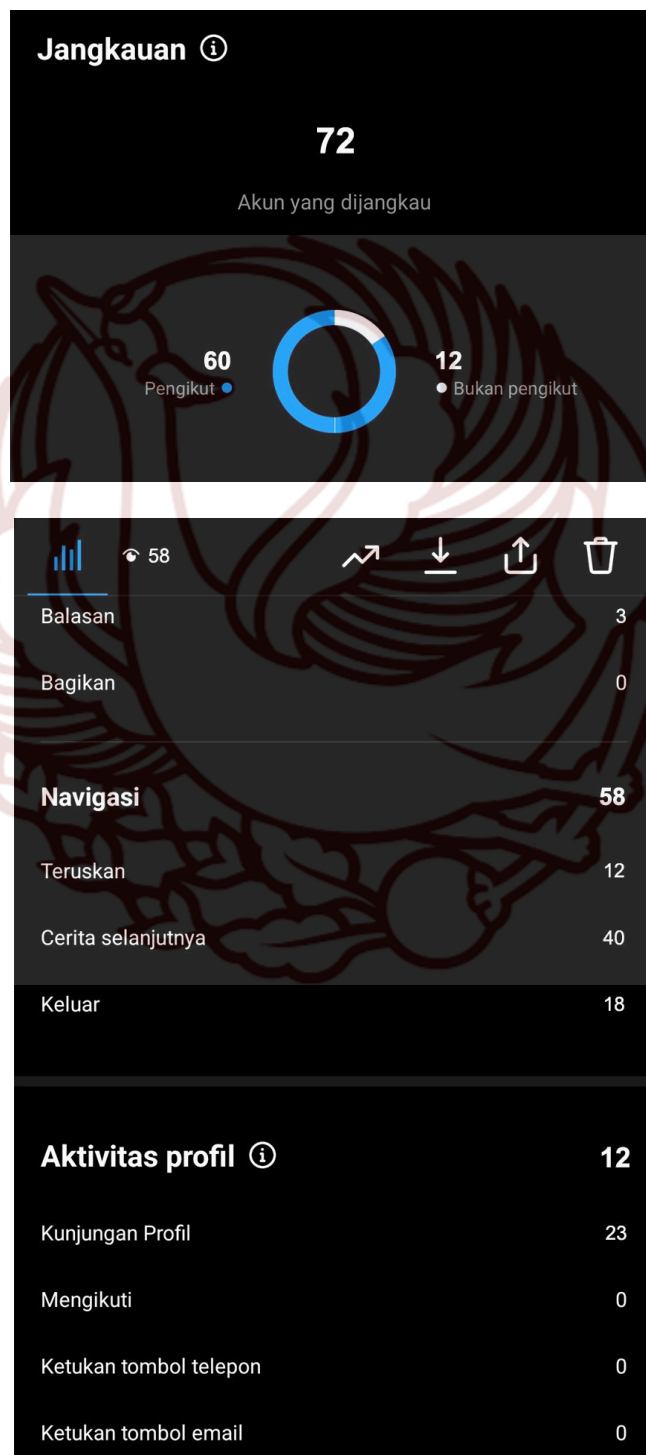 Jangkauan
72
Akun yang dijangkau
60 12
Pengikut Bukan pengikut
58
Balasan 3
Bagikan 0
Navigasi 58
Teruskan 12
Cerita selanjutnya 40
Keluar 18
Aktivitas profil 12
Kunjungan Profil 23
Mengikuti 0
Ketukan tombol telepon 0
Ketukan tombol email 0